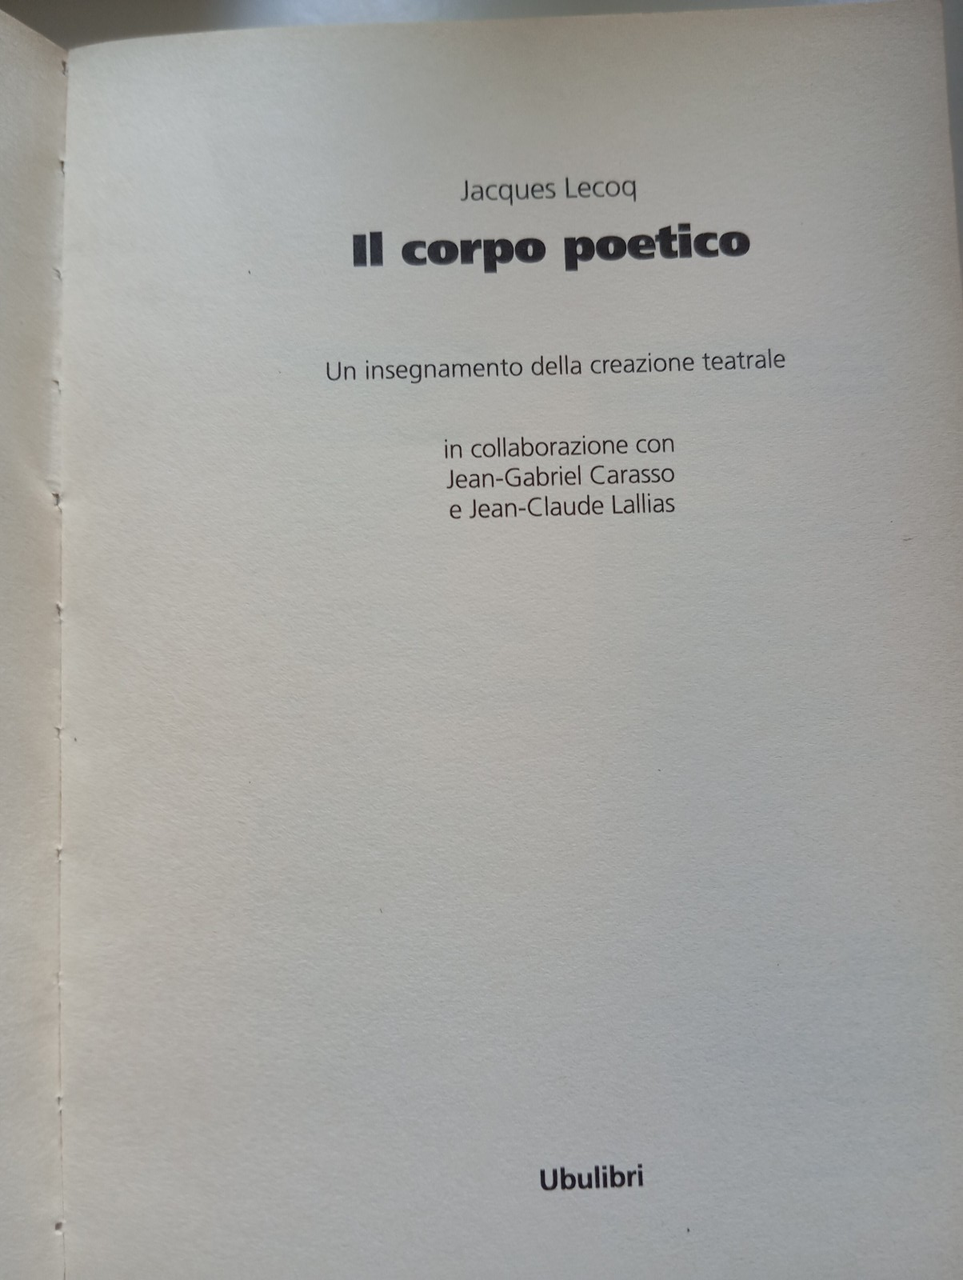 Jacques Lecoq
Il corpo poetico
Un insegnamento della creazione teatrale
in collaborazione con
Jean-Gabriel Carasso
e Jean-Claude Lallias
Ubulibri